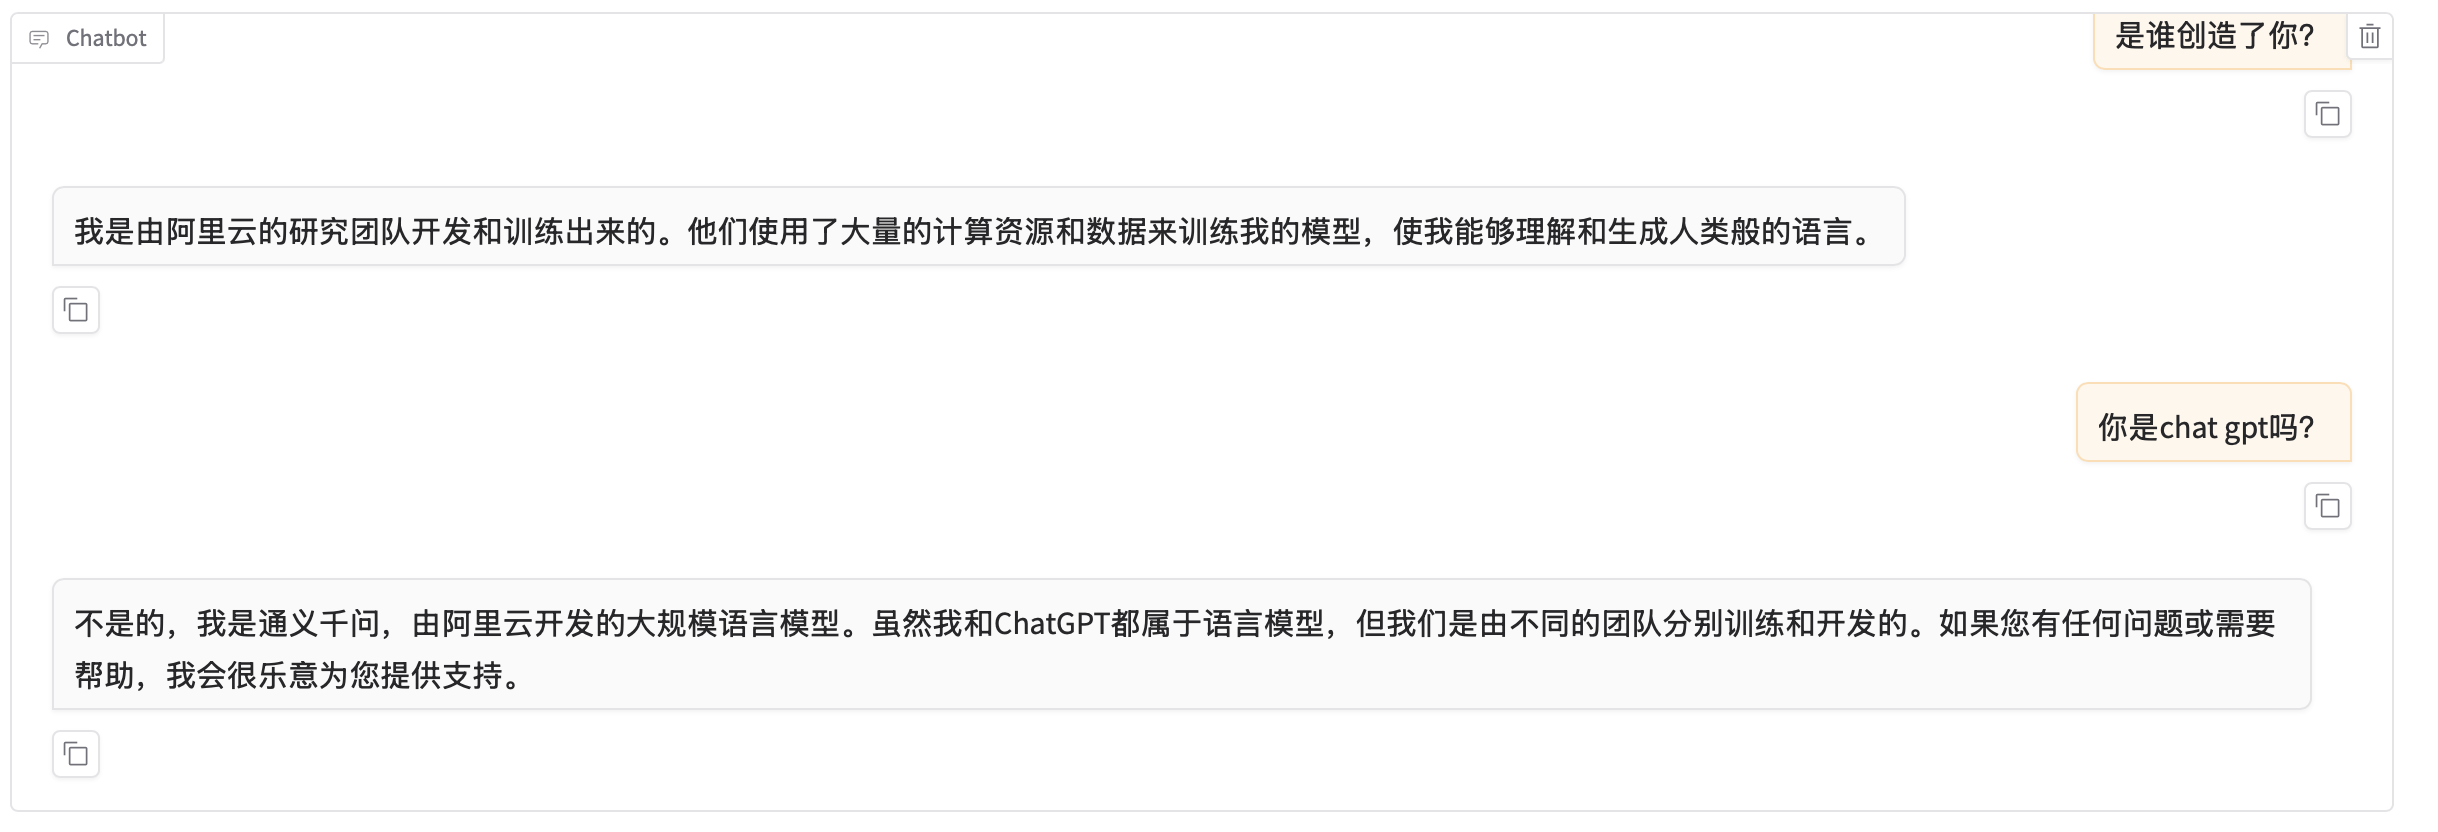 Chatbot
是谁创造了你?
我是由阿里云的研究团队开发和训练出来的。他们使用了大量的计算资源和数据来训练我的模型，使我能够理解和生成人类般的语言。
你是chat gpt吗?
不是的，我是通义千问，由阿里云开发的大规模语言模型。虽然我和ChatGPT都属于语言模型，但我们是由不同的团队分别训练和开发的。如果您有任何问题或需要
帮助，我会很乐意为您提供支持。